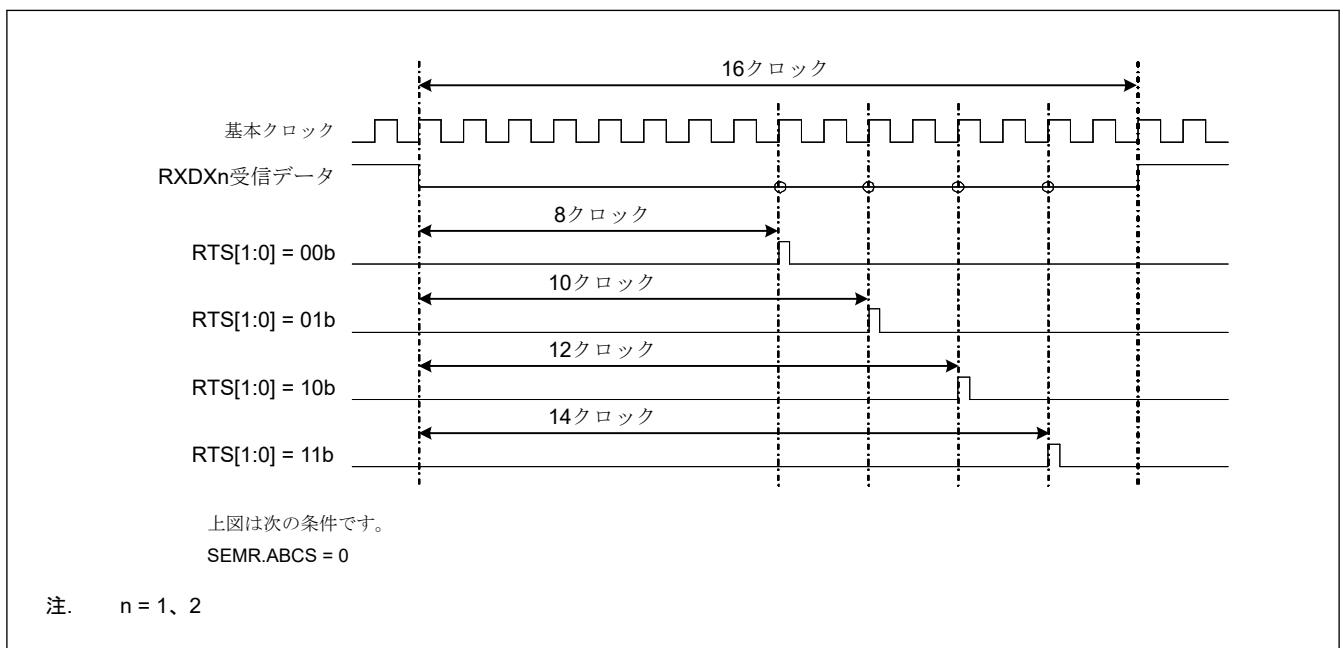 16クロック
基本クロック
RXDXn受信データ
8クロック
RTS[1:0] = 00b
10クロック
RTS[1:0] = 01b
12クロック
RTS[1:0] = 10b
14クロック
RTS[1:0] = 11b
上図は次の条件です。
SEMR.ABCS = 0
注. n = 1、2